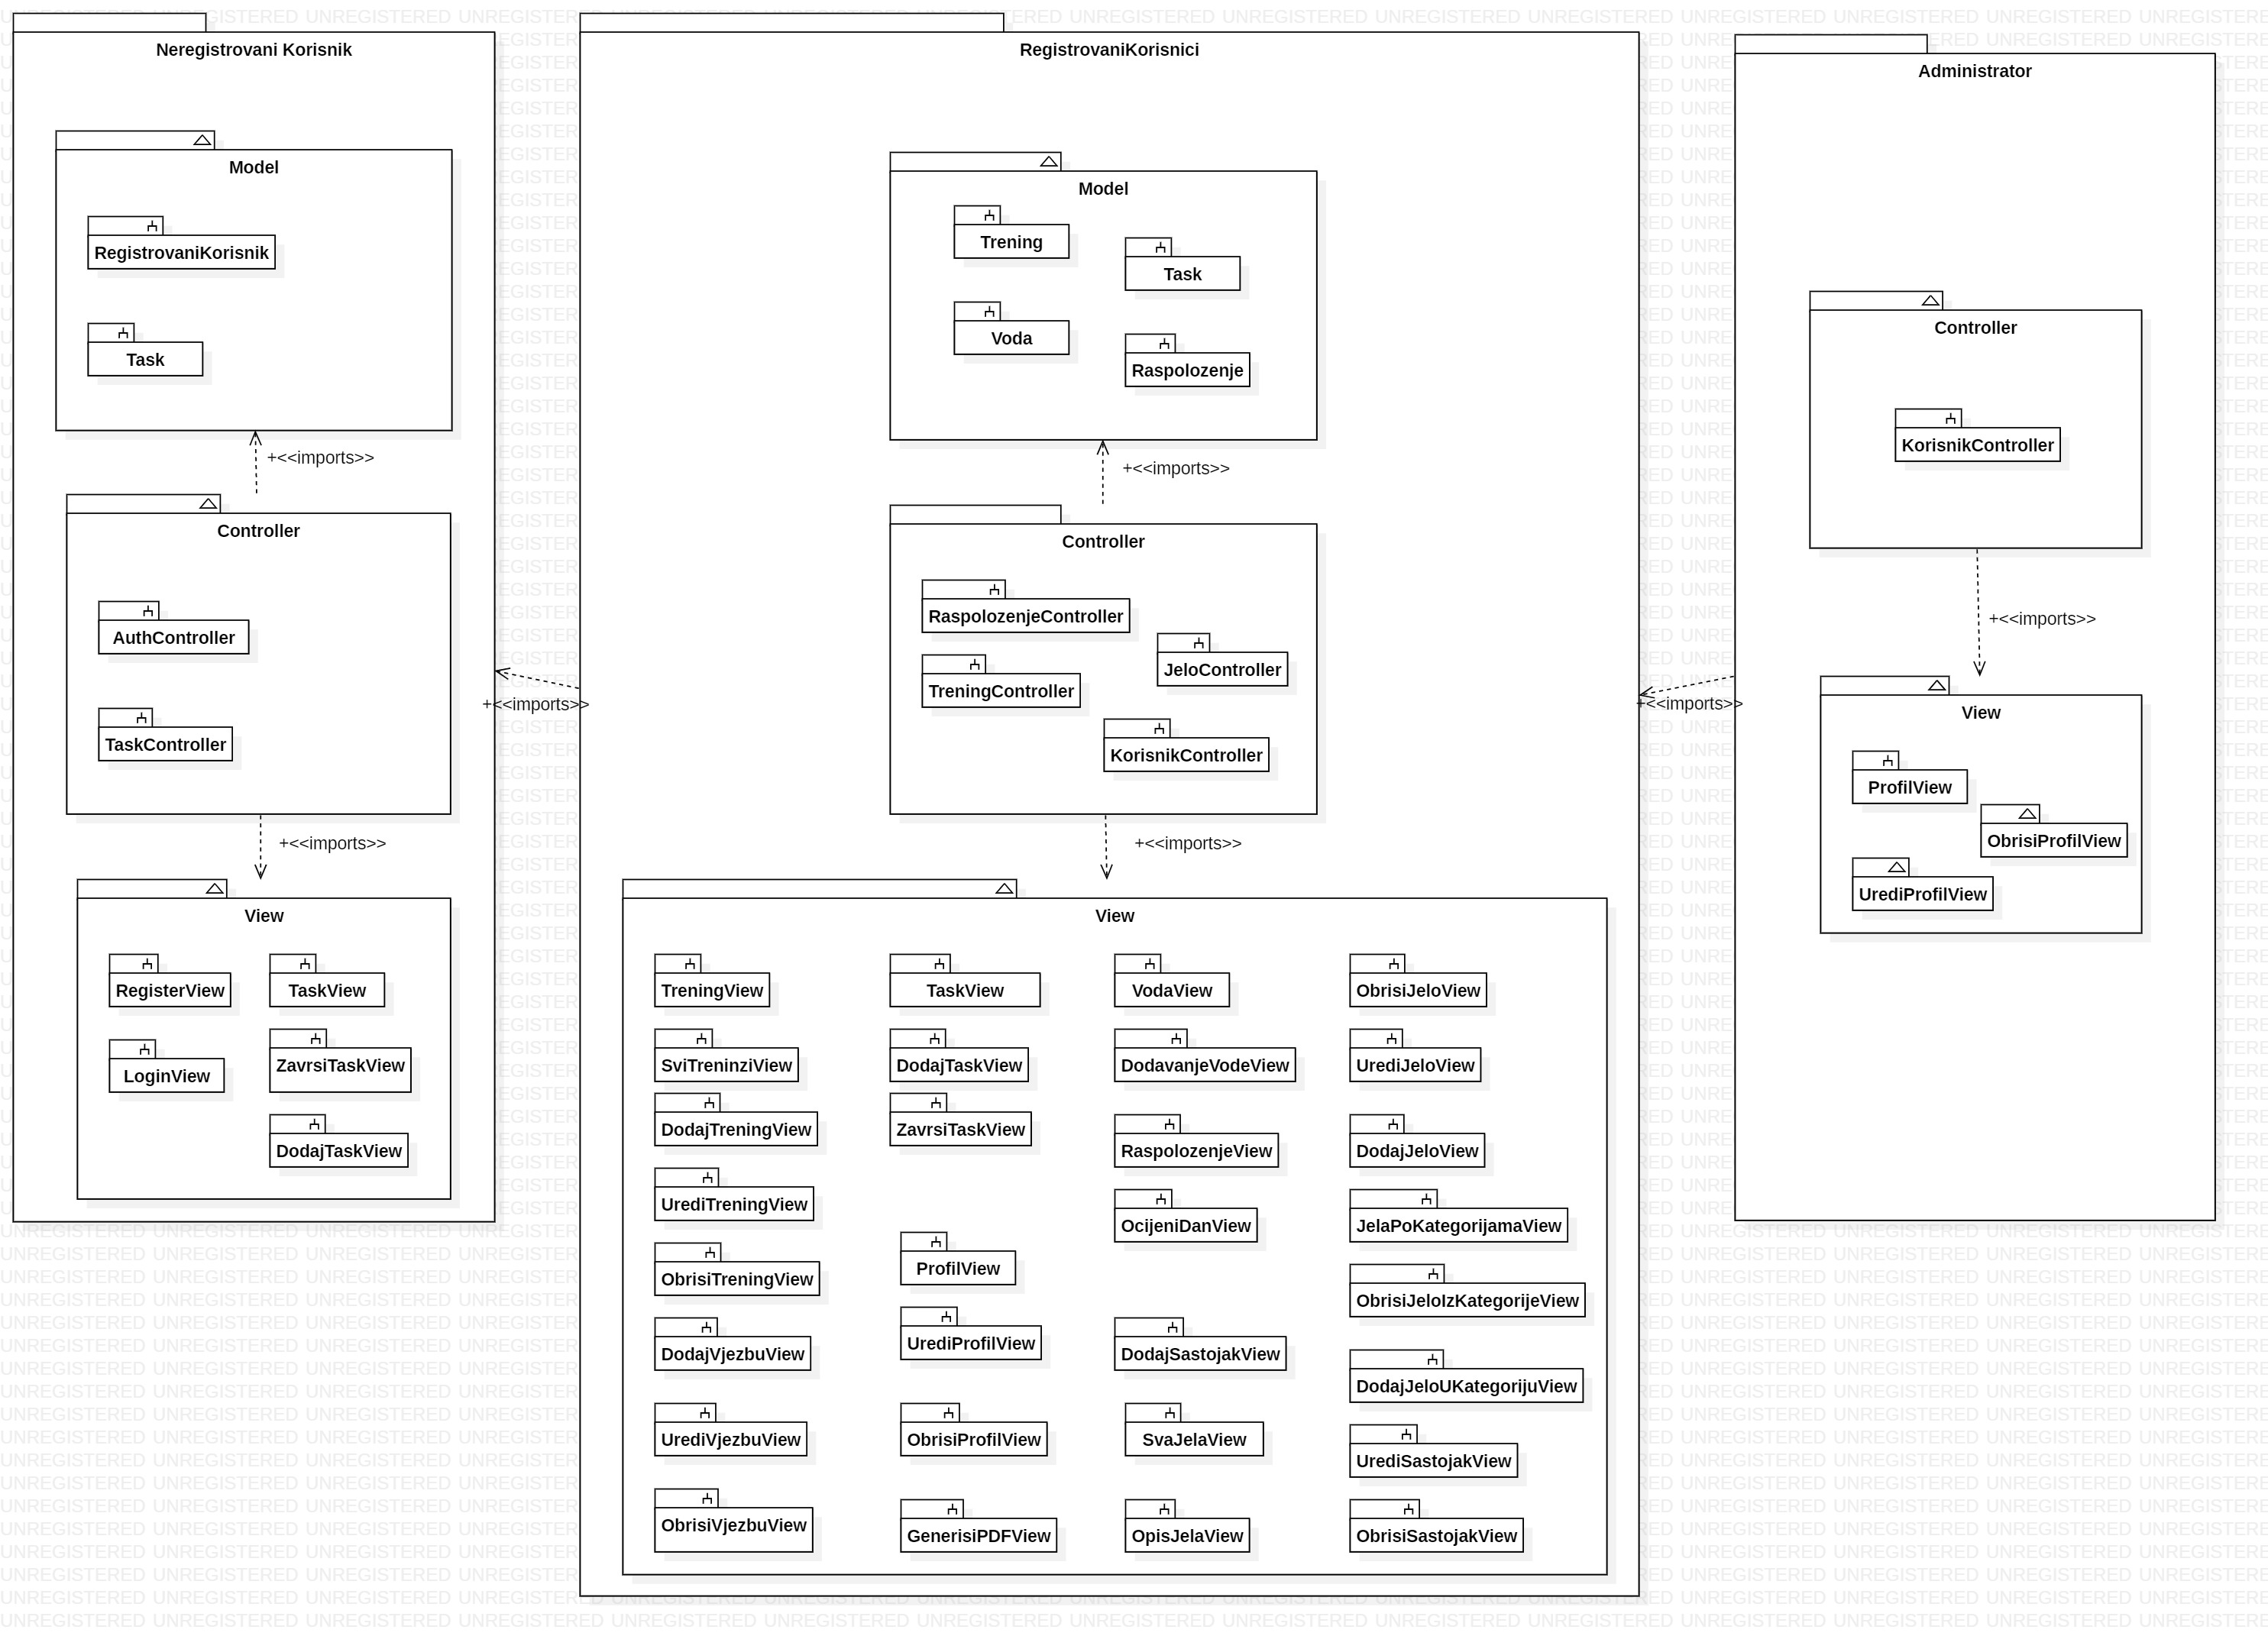 Neregistrovani Korisnik
Model
RegistrovaniKorisnik
Task
+<<imports>>
Controller
AuthController
TaskController
+<<imports>>
View
RegisterView
TaskView
LoginView
ZavrsiTaskView
DodajTaskView
+<<imports>>
RegistrovaniKorisnici
Model
Trening
Task
Voda
Raspolozenje
+<<imports>>
Controller
RaspolozenjeController
JeloController
TreningController
KorisnikController
+<<imports>>
View
TreningView
TaskView
VodaView
ObrisiJeloView
SviTreninziView
DodajTaskView
DodavanjeVodeView
UrediJeloView
DodajTreningView
ZavrsiTaskView
RaspolozenjeView
DodajJeloView
UrediTreningView
OcijeniDanView
JelaPoKategorijamaView
ObrisiTreningView
ProfilView
ObrisiJeloIzKategorijeView
DodajVjezbuView
UrediProfilView
DodajSastojakView
DodajJeloUKategorijuView
UrediVjezbuView
ObrisiProfilView
SvaJelaView
UrediSastojakView
ObrisiVjezbuView
GenerisiPDFView
OpisJelaView
ObrisiSastojakView
+<<imports>>
Administrator
Controller
KorisnikController
+<<imports>>
View
ProfilView
ObrisiProfilView
UrediProfilView
UNREGISTERED